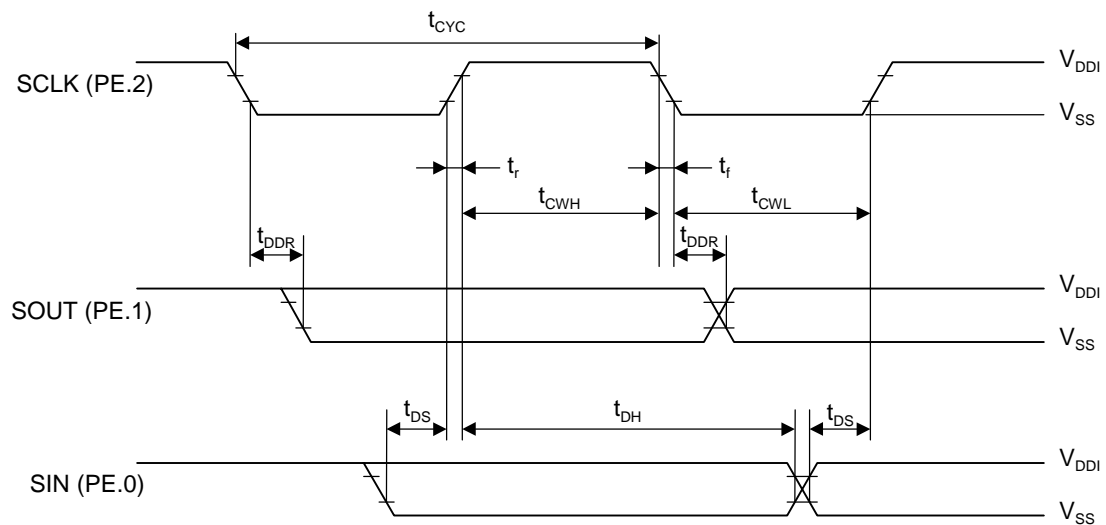 tCYC
VDDI
SCLK (PE.2)
VSS
tr
tf
tCWH
tCWL
tDDR
tDDR
VDDI
SOUT (PE.1)
VSS
tDS
tDH
tDS
VDDI
SIN (PE.0)
VSS